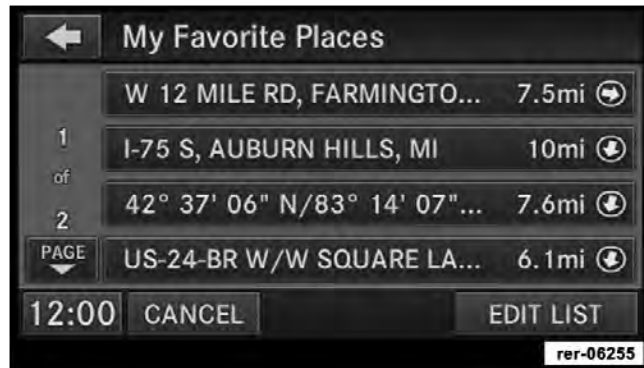 My Favorite Places
W 12 MILE RD, FARMINGTO... 7.5mi
I-75 S, AUBURN HILLS, MI 10mi
42° 37' 06" N/83° 14' 07"... 7.6mi
US-24-BR W/W SQUARE LA... 6.1mi
1
of
2
PAGE
12:00 CANCEL EDIT LIST
rer-06255